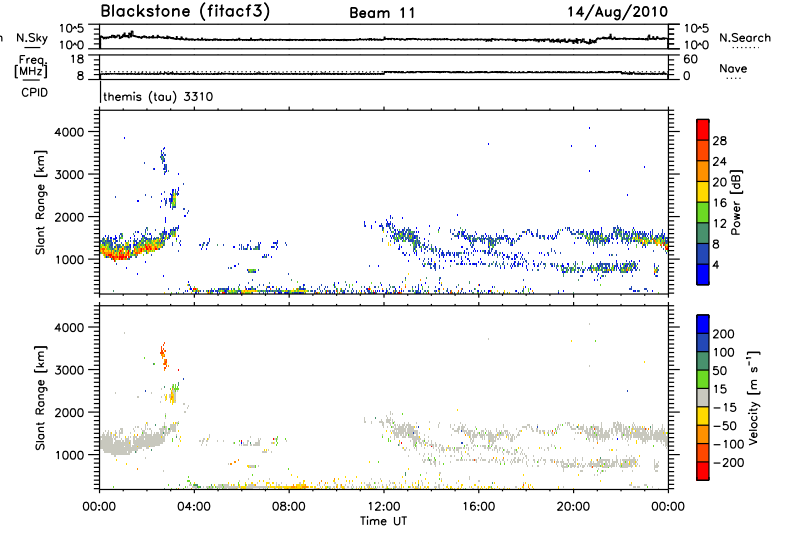 Blackstone (fitacf3) Beam 11 14/Aug/2010
n N.Sky 10^5 10^5 N.Search
10^0 10^0
Freq. 18 60 Nave
[MHz] 8 0
CPID themis (tau) 3310
Slant Range [km]
4000
3000
2000
1000
28
24
20
16
12
8
4
Power [dB]
Slant Range [km]
4000
3000
2000
1000
200
100
50
15
-15
-50
-100
-200
Velocity [m s⁻¹]
00:00 04:00 08:00 12:00 16:00 20:00 00:00
Time UT